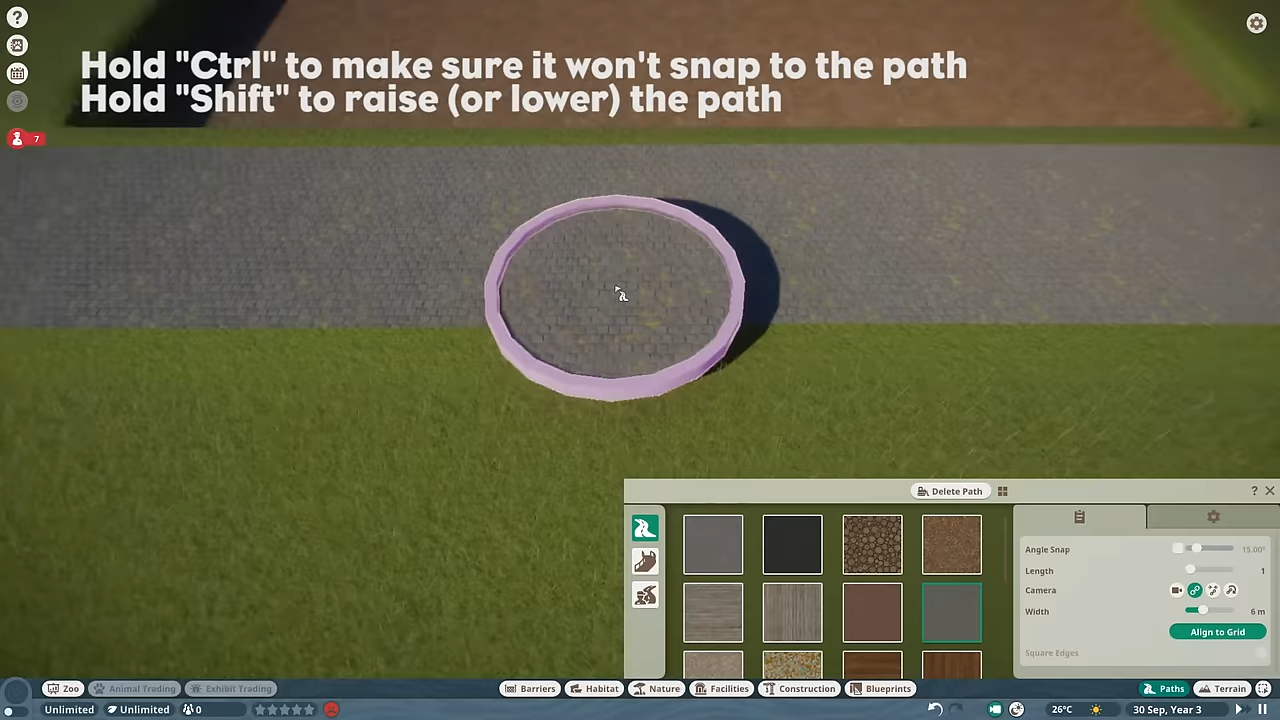 Hold "Ctrl" to make sure it won't snap to the path
Hold "Shift" to raise (or lower) the path
?
7
Delete Path
?
Angle Snap
15.00°
Length
1
Camera
Width
6 m
Align to Grid
Square Edges
Zoo
Animal Trading
Exhibit Trading
Barriers
Habitat
Nature
Facilities
Construction
Blueprints
Paths
Terrain
Unlimited
Unlimited
0
26°C
30 Sep, Year 3